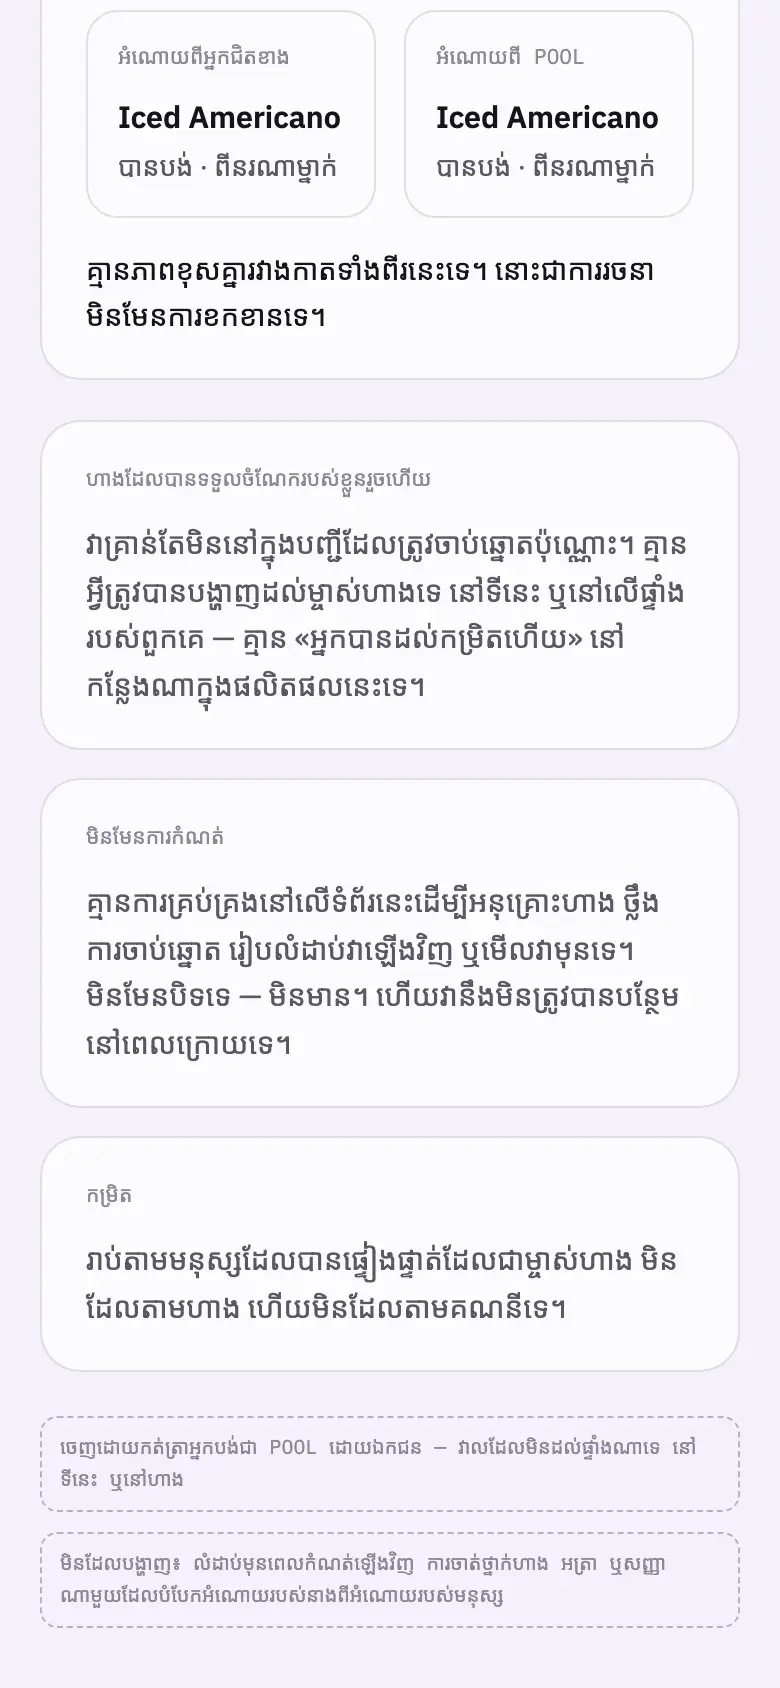 អំណោយពីអ្នកជិតខាង
Iced Americano
បានបង់ · ពីនរណាម្នាក់
អំណោយពី POOL
Iced Americano
បានបង់ · ពីនរណាម្នាក់
គ្មានភាពខុសគ្នារវាងកាតទាំងពីរនេះទេ។ នោះជាការរចនា
មិនមែនការខកខានទេ។
ហាងដែលបានទទួលចំណែករបស់ខ្លួនរួចហើយ
វាគ្រាន់តែមិននៅក្នុងបញ្ជីដែលត្រូវចាប់ឆ្នោតប៉ុណ្ណោះ។ គ្មាន
អ្វីត្រូវបានបង្ហាញដល់ម្ចាស់ហាងទេ នៅទីនេះ ឬនៅលើផ្ទាំង
របស់ពួកគេ — គ្មាន «អ្នកបានដល់កម្រិតហើយ» នៅ
កន្លែងណាក្នុងផលិតផលនេះទេ។
មិនមែនការកំណត់
គ្មានការគ្រប់គ្រងនៅលើទំព័រនេះដើម្បីអនុគ្រោះហាង ថ្លឹង
ការចាប់ឆ្នោត រៀបលំដាប់វាឡើងវិញ ឬមើលវាមុនទេ។
មិនមែនបិទទេ — មិនមាន។ ហើយវានឹងមិនត្រូវបានបន្ថែម
នៅពេលក្រោយទេ។
កម្រិត
រាប់តាមមនុស្សដែលបានផ្ទៀងផ្ទាត់ដែលជាម្ចាស់ហាង មិន
ដែលតាមហាង ហើយមិនដែលតាមគណនីទេ។
ចេញដោយកត់ត្រាអ្នកបង់ជា POOL ដោយឯកជន — វាលដែលមិនដល់ផ្ទាំងណាទេ នៅ
ទីនេះ ឬនៅហាង
មិនដែលបង្ហាញ៖ លំដាប់មុនពេលកំណត់ឡើងវិញ ការចាត់ថ្នាក់ហាង អត្រា ឬសញ្ញា
ណាមួយដែលបំបែកអំណោយរបស់នាងពីអំណោយរបស់មនុស្ស